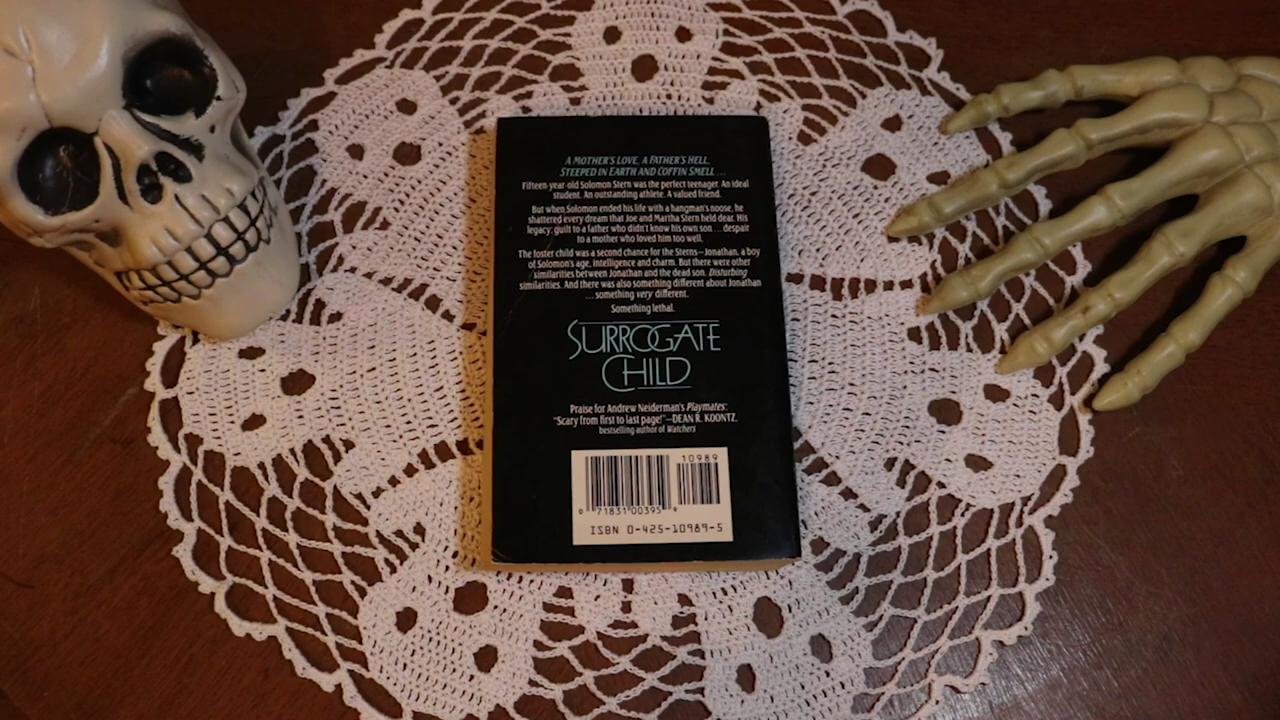 A MOTHER'S LOVE, A FATHER'S HELL,
STEEPED IN EARTH AND COFFIN SMELL...
Fifteen-year-old Solomon Stern was the perfect teenager. An ideal
student. An outstanding athlete. A valued friend.
But when Solomon ended his life with a hangman's noose, he
shattered every dream that Joe and Martha Stern held dear. His
legacy: guilt to a father who didn't know his own son... despair
to a mother who loved him too well.
The foster child was a second chance for the Sterns—Jonathan, a boy
of Solomon's age, intelligence and charm. But there were other
similarities between Jonathan and the dead son. Disturbing
similarities. And there was also something different about Jonathan
...something very different.
Something lethal.
SURROGATE
CHILD
Praise for Andrew Neiderman's Playmates:
"Scary from first to last page!"—DEAN R. KOONTZ,
bestselling author of Watchers
10989
0 71831 00395 9
ISBN 0-425-10989-5